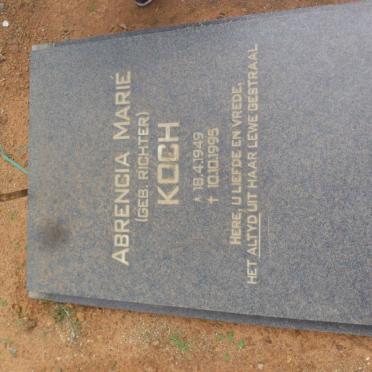 ABRENCIA MARIÉ
(GEB. RICHTER)
KOCH
* 18.4.1949
† 10.10.1995
HERE, U LIEFDE EN VREDE,
HET ALTYD UIT HAAR LEWE GESTRAAL